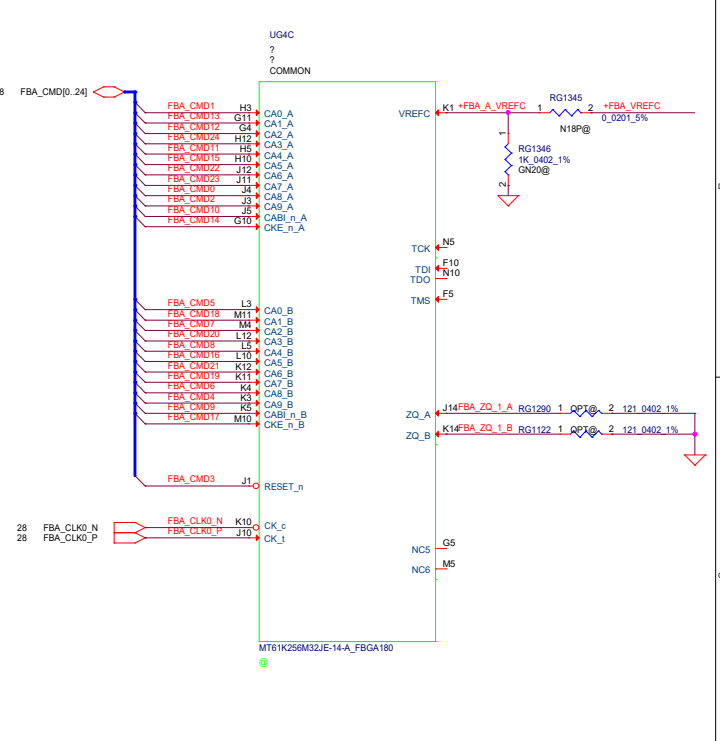 UG4C
?
?
COMMON
8 FBA_CMD[0..24]
FBA_CMD1 H3 CA0_A
FBA_CMD13 G11 CA1_A
FBA_CMD12 G4 CA2_A
FBA_CMD24 H12 CA3_A
FBA_CMD11 H5 CA4_A
FBA_CMD15 H10 CA5_A
FBA_CMD22 J12 CA6_A
FBA_CMD23 J11 CA7_A
FBA_CMD0 J4 CA8_A
FBA_CMD2 J3 CA9_A
FBA_CMD10 J5 CABI_n_A
FBA_CMD14 G10 CKE_n_A
VREFC K1 +FBA_A_VREFC 1 RG1345 2 +FBA_VREFC
0_0201_5%
N18P@
1
RG1346
1K_0402_1%
GN20@
2
TCK N5
TDI F10
TDO N10
TMS F5
FBA_CMD5 L3 CA0_B
FBA_CMD18 M11 CA1_B
FBA_CMD7 M4 CA2_B
FBA_CMD20 L12 CA3_B
FBA_CMD8 L5 CA4_B
FBA_CMD16 L10 CA5_B
FBA_CMD21 K12 CA6_B
FBA_CMD19 K11 CA7_B
FBA_CMD6 K4 CA8_B
FBA_CMD4 K3 CA9_B
FBA_CMD9 K5 CABI_n_B
FBA_CMD17 M10 CKE_n_B
ZQ_A J14 FBA_ZQ_1_A RG1290 1 OPT@ 2 121_0402_1%
ZQ_B K14 FBA_ZQ_1_B RG1122 1 OPT@ 2 121_0402_1%
FBA_CMD3 J1 RESET_n
28 FBA_CLK0_N FBA_CLK0_N K10 CK_c
28 FBA_CLK0_P FBA_CLK0_P J10 CK_t
NC5 G5
NC6 M5
MT61K256M32JE-14-A_FBGA180
@